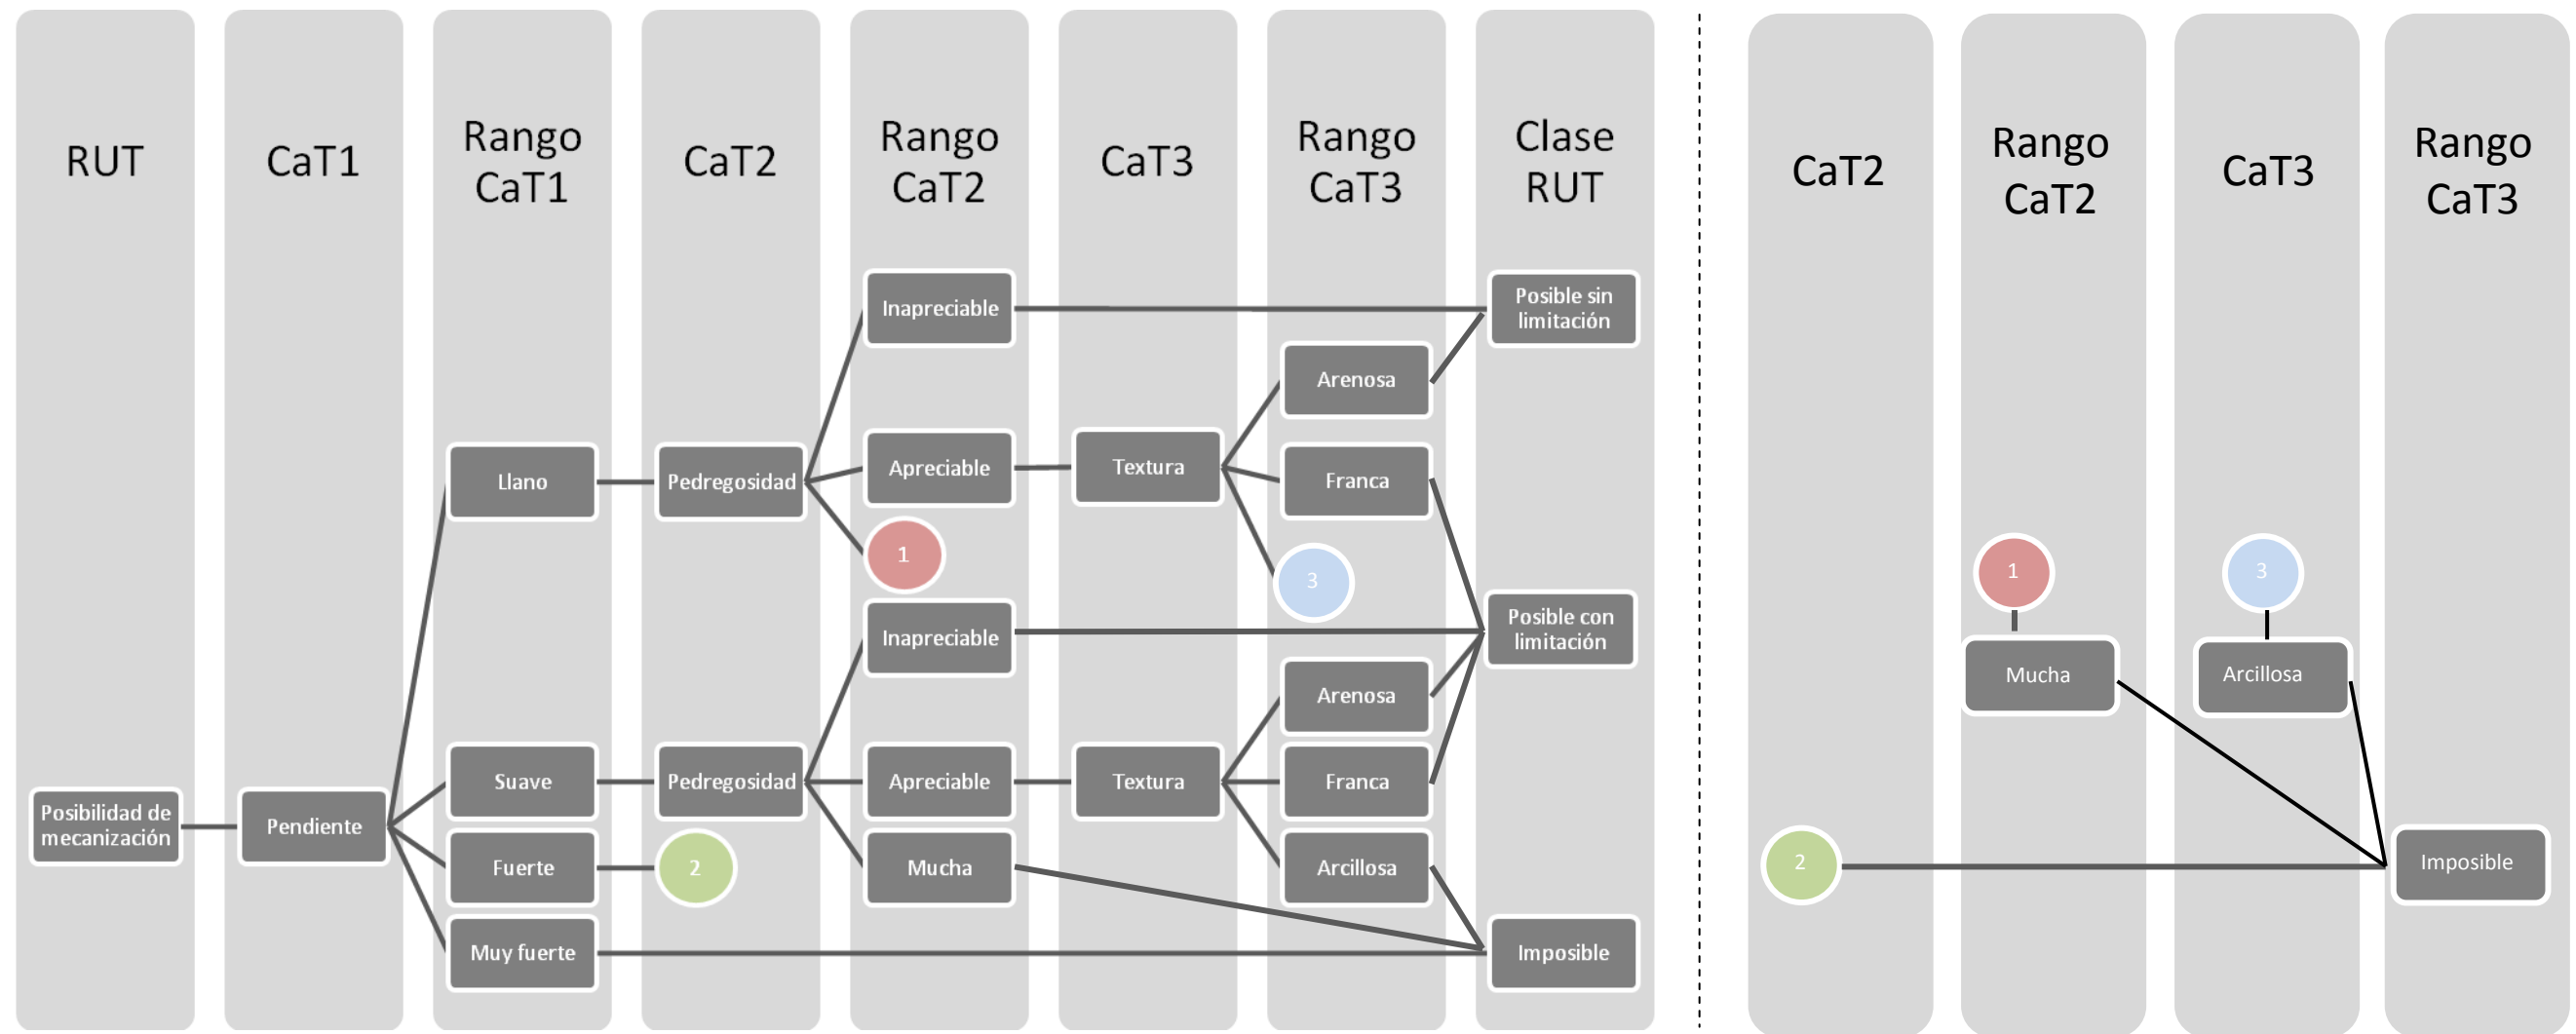 RUT
CaT1
Rango
CaT1
CaT2
Rango
CaT2
CaT3
Rango
CaT3
Clase
RUT
Inapreciable
Posible sin
limitación
Arenosa
Llano
Pedregosidad
Apreciable
Textura
Franca
1
3
Inapreciable
Posible con
limitación
Arenosa
Suave
Pedregosidad
Apreciable
Textura
Franca
Posibilidad de
mecanización
Pendiente
Fuerte
2
Mucha
Arcillosa
Muy fuerte
Imposible
CaT2
Rango
CaT2
CaT3
Rango
CaT3
1
3
Mucha
Arcillosa
2
Imposible